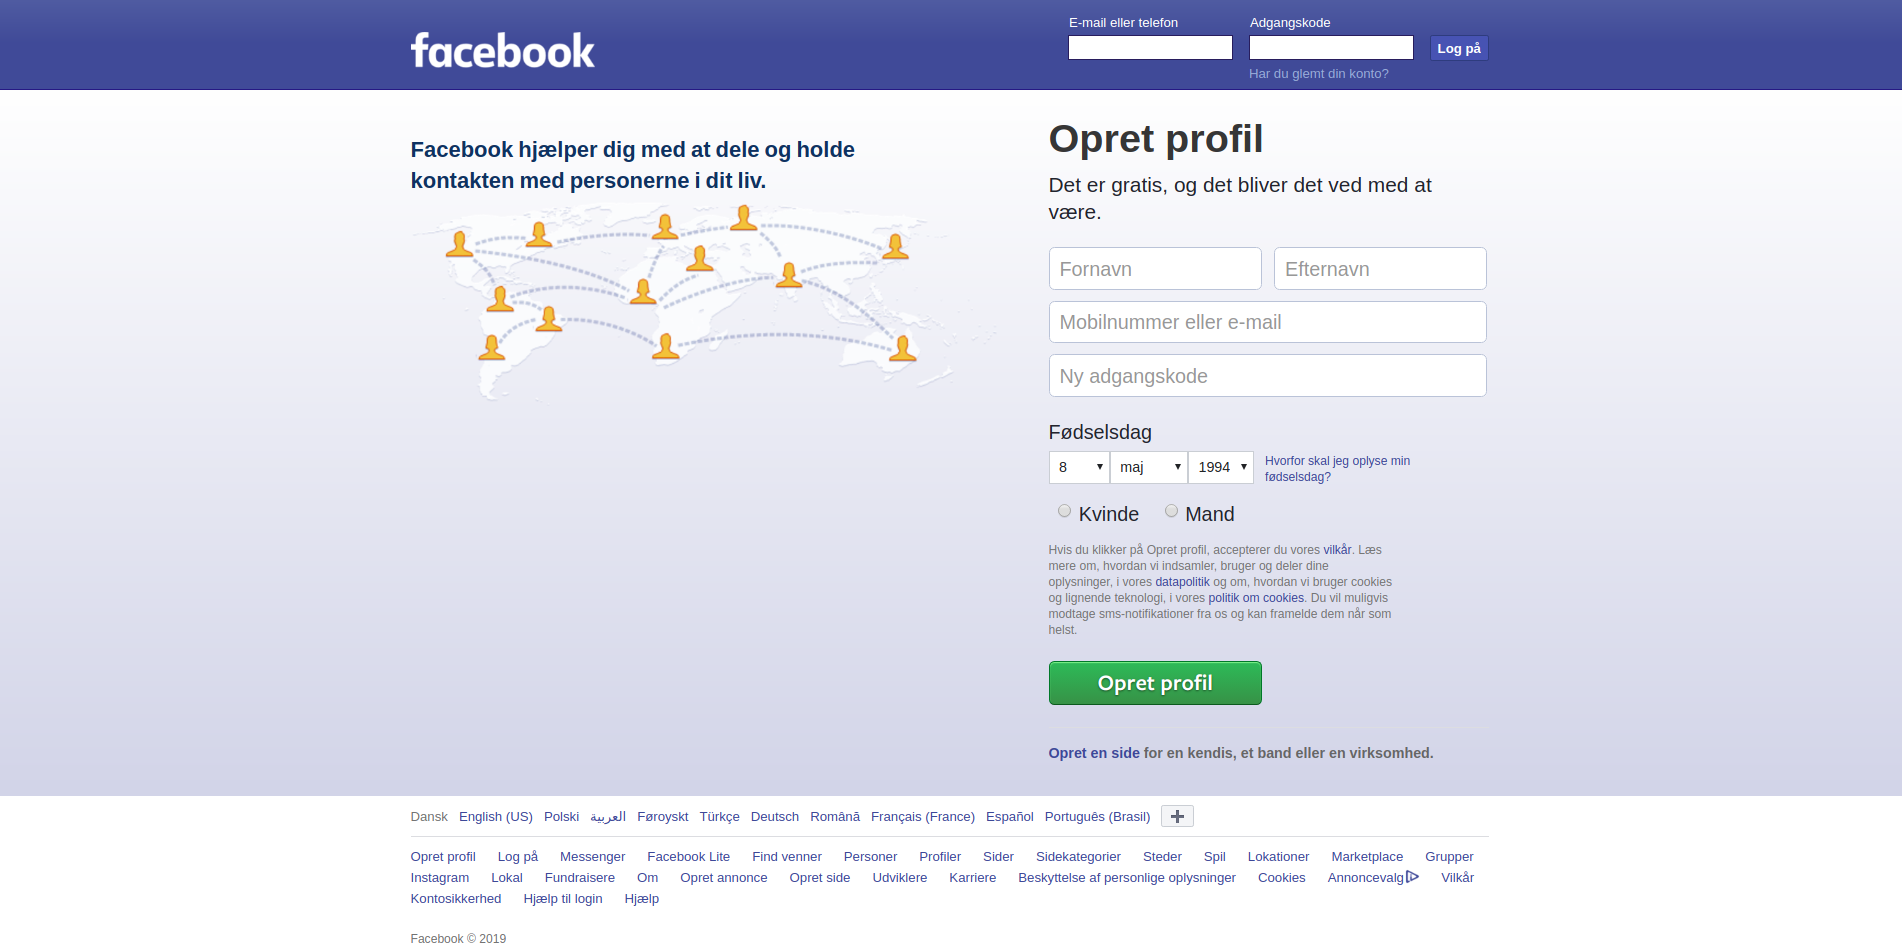 facebook
E-mail eller telefon
Adgangskode
Log på
Har du glemt din konto?
Facebook hjælper dig med at dele og holde
kontakten med personerne i dit liv.
Opret profil
Det er gratis, og det bliver det ved med at
være.
Fornavn
Efternavn
Mobilnummer eller e-mail
Ny adgangskode
Fødselsdag
8 maj 1994
Hvorfor skal jeg oplyse min
fødselsdag?
Kvinde Mand
Hvis du klikker på Opret profil, accepterer du vores vilkår. Læs
mere om, hvordan vi indsamler, bruger og deler dine
oplysninger, i vores datapolitik og om, hvordan vi bruger cookies
og lignende teknologi, i vores politik om cookies. Du vil muligvis
modtage sms-notifikationer fra os og kan framelde dem når som
helst.
Opret profil
Opret en side for en kendis, et band eller en virksomhed.
Dansk English (US) Polski العربية Føroyskt Türkçe Deutsch Română Français (France) Español Português (Brasil)
Opret profil Log på Messenger Facebook Lite Find venner Personer Profiler Sider Sidekategorier Steder Spil Lokationer Marketplace Grupper
Instagram Lokal Fundraisere Om Opret annonce Opret side Udviklere Karriere Beskyttelse af personlige oplysninger Cookies Annoncevalg Vilkår
Kontosikkerhed Hjælp til login Hjælp
Facebook © 2019